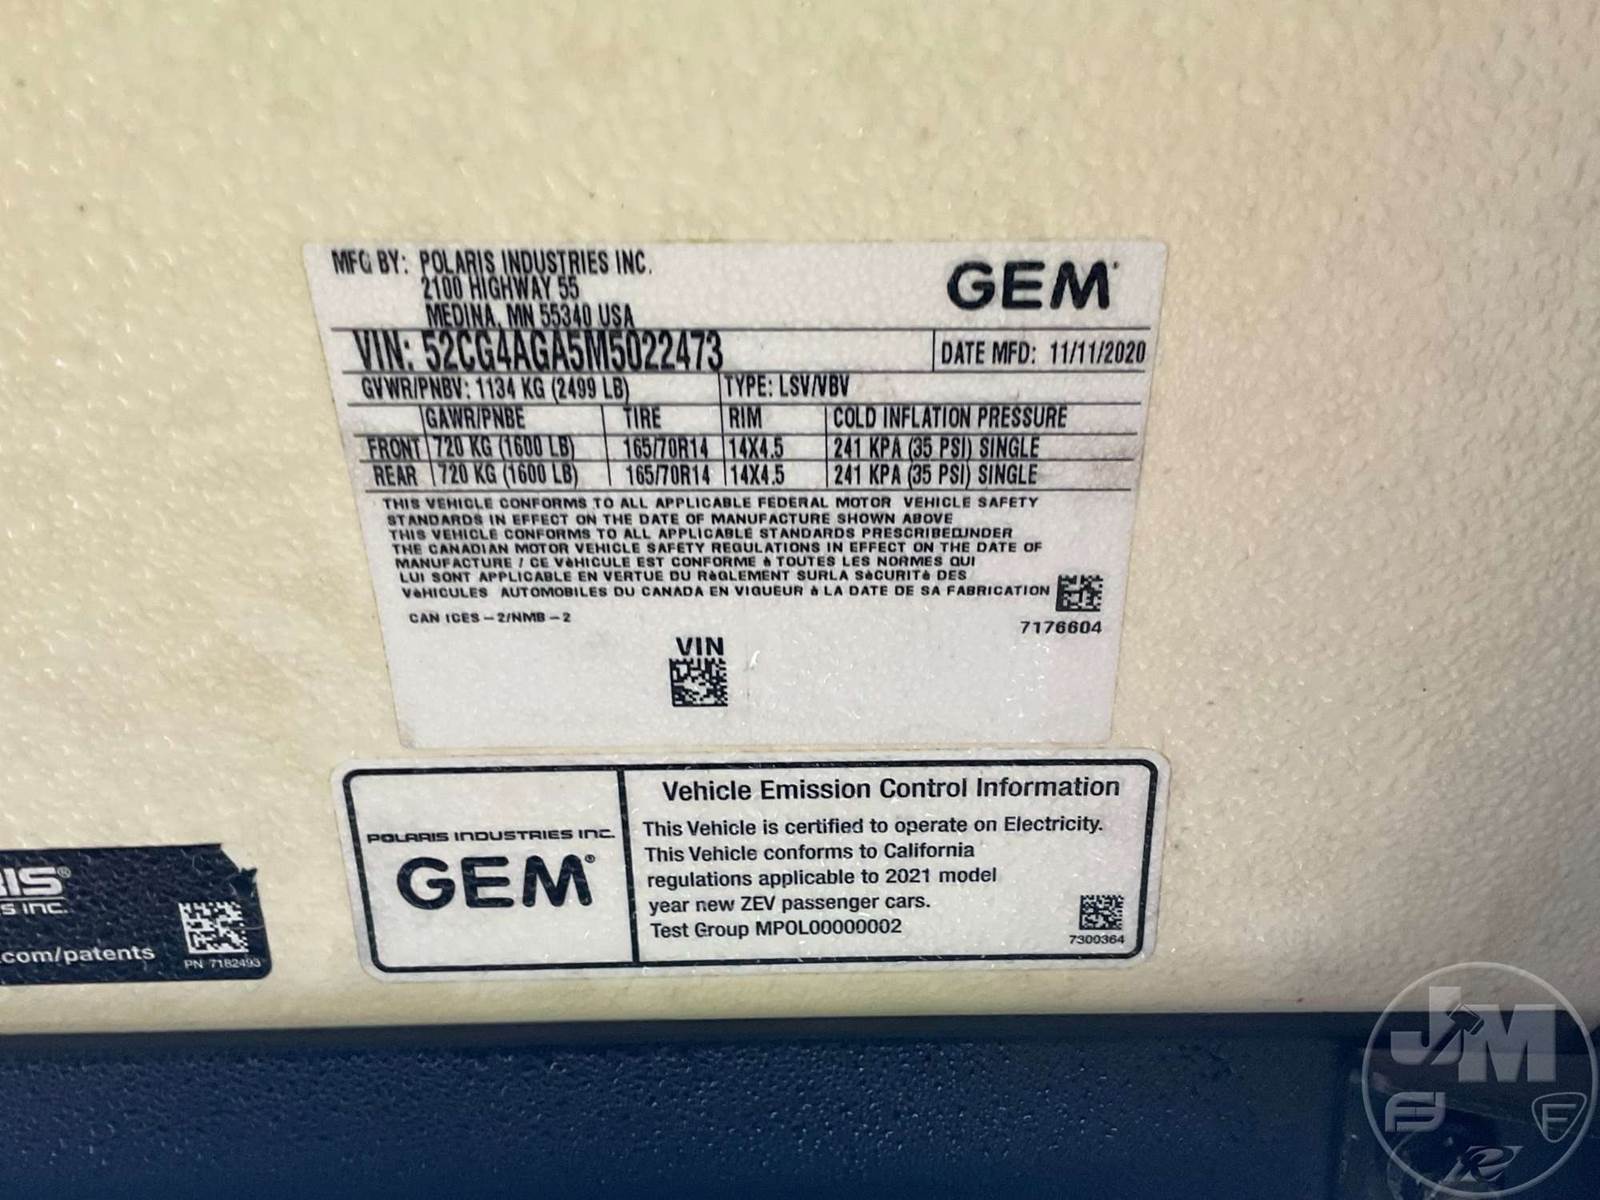 MFG BY: POLARIS INDUSTRIES INC.
2100 HIGHWAY 55
MEDINA, MN 55340 USA
GEM
VIN: 52CG4AGA5M5022473
DATE MFD: 11/11/2020
GVWR/PNBV: 1134 KG (2499 LB)
TYPE: LSV/VBV
GAWR/PNBE TIRE RIM COLD INFLATION PRESSURE
FRONT 720 KG (1600 LB) 165/70R14 14X4.5 241 KPA (35 PSI) SINGLE
REAR 720 KG (1600 LB) 165/70R14 14X4.5 241 KPA (35 PSI) SINGLE
THIS VEHICLE CONFORMS TO ALL APPLICABLE FEDERAL MOTOR VEHICLE SAFETY
STANDARDS IN EFFECT ON THE DATE OF MANUFACTURE SHOWN ABOVE
THIS VEHICLE CONFORMS TO ALL APPLICABLE STANDARDS PRESCRIBEDUNDER
THE CANADIAN MOTOR VEHICLE SAFETY REGULATIONS IN EFFECT ON THE DATE OF
MANUFACTURE / CE VèHICULE EST CONFORME à TOUTES LES NORMES QUI
LUI SONT APPLICABLE EN VERTUE DU RèGLEMENT SURLA SèCURITè DES
VèHICULES AUTOMOBILES DU CANADA EN VIGUEUR à LA DATE DE SA FABRICATION
CAN ICES-2/NMB-2
7176604
VIN
POLARIS INDUSTRIES INC.
GEM®
Vehicle Emission Control Information
This Vehicle is certified to operate on Electricity.
This Vehicle conforms to California
regulations applicable to 2021 model
year new ZEV passenger cars.
Test Group MP0L00000002
7300364
IS®
S INC.
.com/patents
PN 7182493
JM